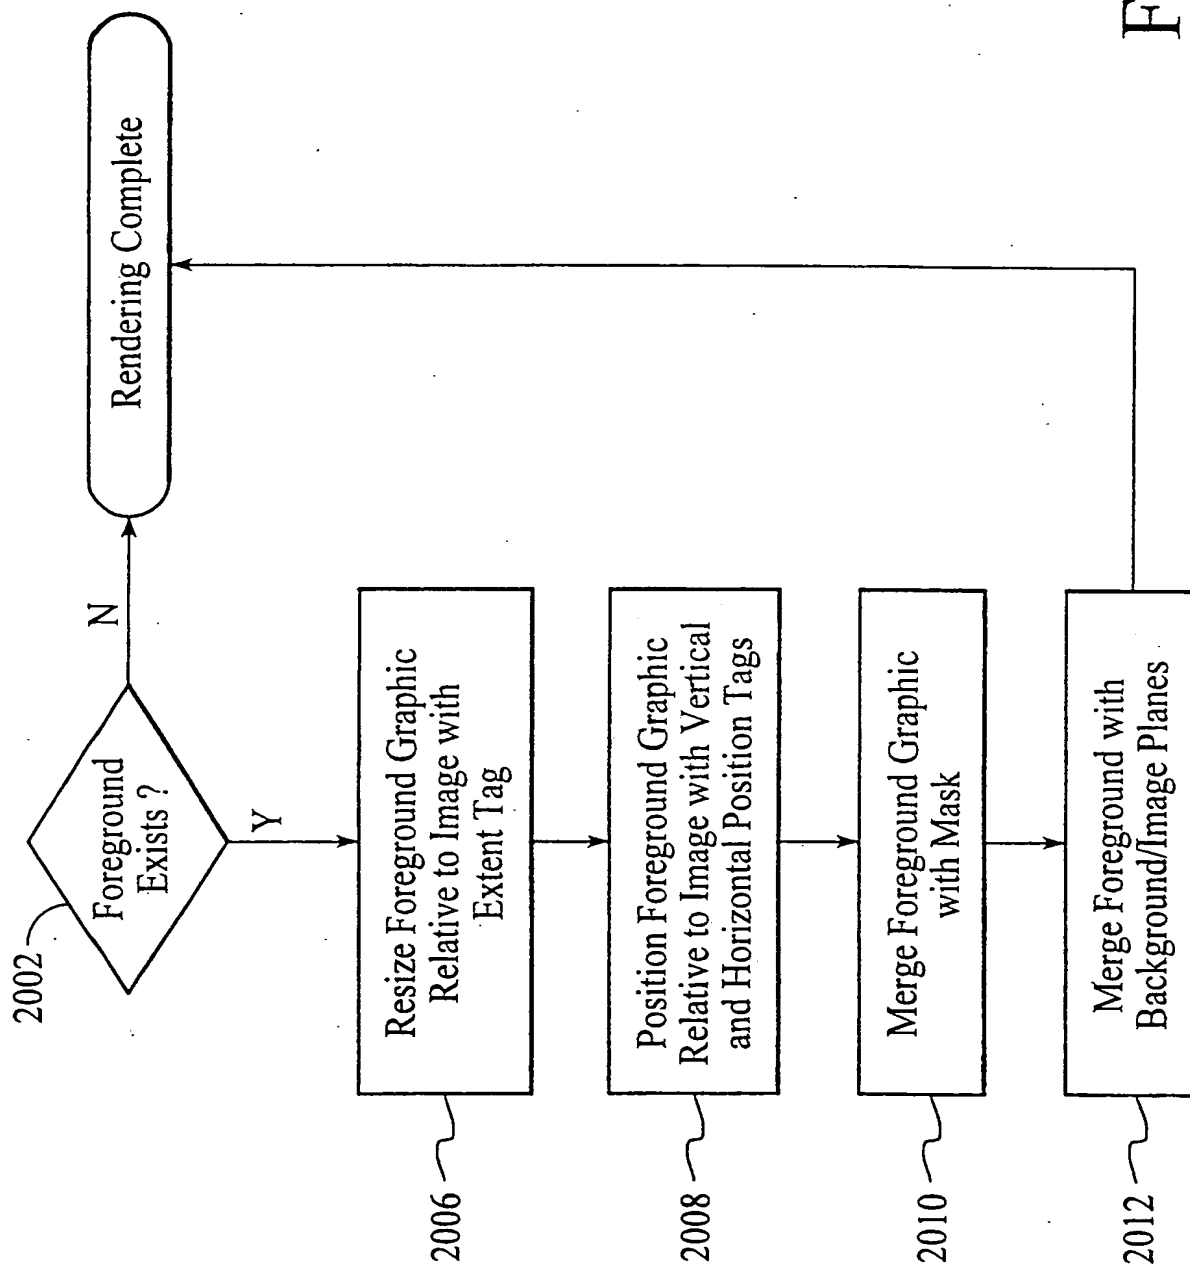 2002
Foreground
Exists ?
N
Rendering Complete
Y
2006
Resize Foreground Graphic
Relative to Image with
Extent Tag
2008
Position Foreground Graphic
Relative to Image with Vertical
and Horizontal Position Tags
2010
Merge Foreground Graphic
with Mask
2012
Merge Foreground with
Background/Image Planes
F